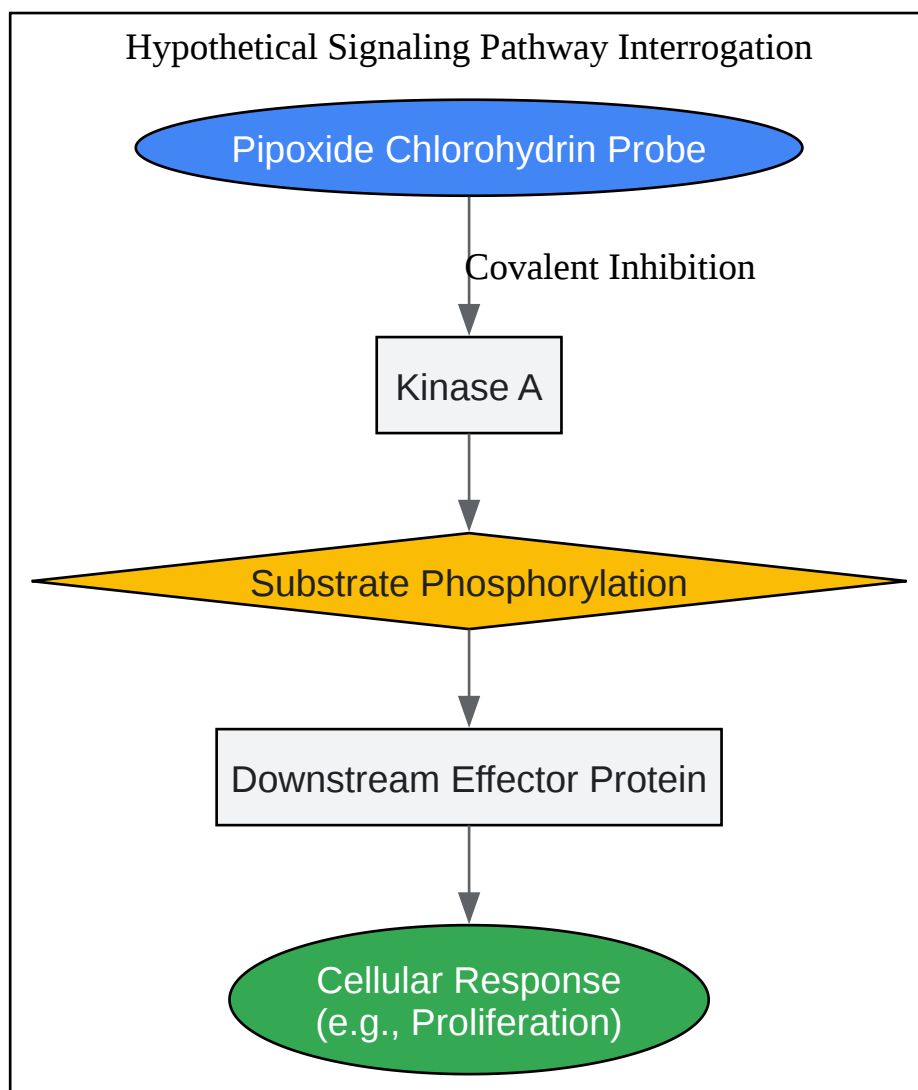 Hypothetical Signaling Pathway Interrogation
Pipoxide Chlorohydrin Probe
Covalent Inhibition
Kinase A
Substrate Phosphorylation
Downstream Effector Protein
Cellular Response
(e.g., Proliferation)